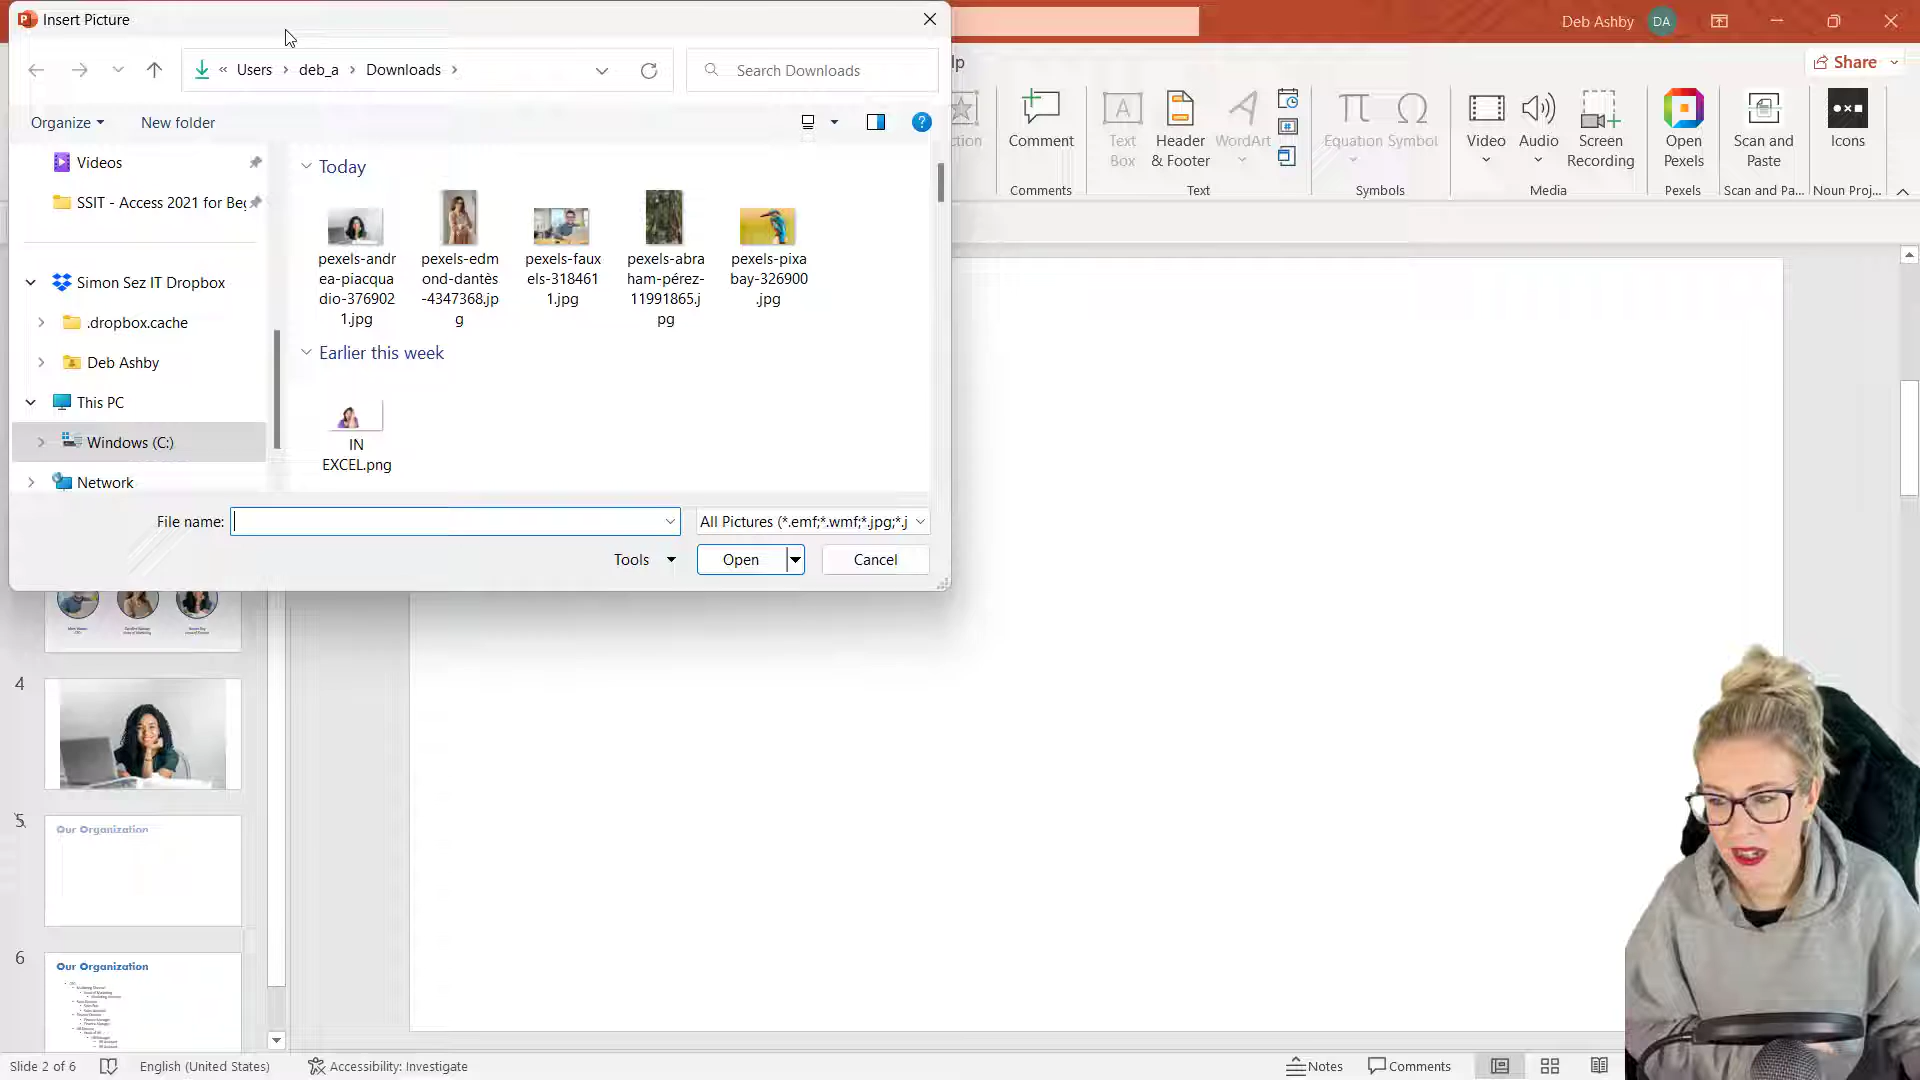 Insert Picture
Deb Ashby DA
« Users > deb_a > Downloads >
Search Downloads
lp
Share
Organize
New folder
Videos
SSIT - Access 2021 for Beg
Simon Sez IT Dropbox
.dropbox.cache
Deb Ashby
This PC
Windows (C:)
Network
Today
pexels-andr
ea-piacqua
dio-376902
1.jpg
pexels-edm
ond-dantès
-4347368.jp
g
pexels-faux
els-318461
1.jpg
pexels-abra
ham-pérez-
11991865.j
pg
pexels-pixa
bay-326900
.jpg
Earlier this week
IN
EXCEL.png
File name:
All Pictures (*.emf;*.wmf;*.jpg;*.j
Tools
Open
Cancel
ction
Comment
Comments
Text
Box
Header
& Footer
WordArt
Text
Equation
Symbol
Symbols
Video
Audio
Screen
Recording
Media
Open
Pexels
Pexels
Scan and
Paste
Scan and Pa...
Icons
Noun Proj...
4
5
Our Organization
6
Our Organization
Slide 2 of 6
English (United States)
Accessibility: Investigate
Notes
Comments